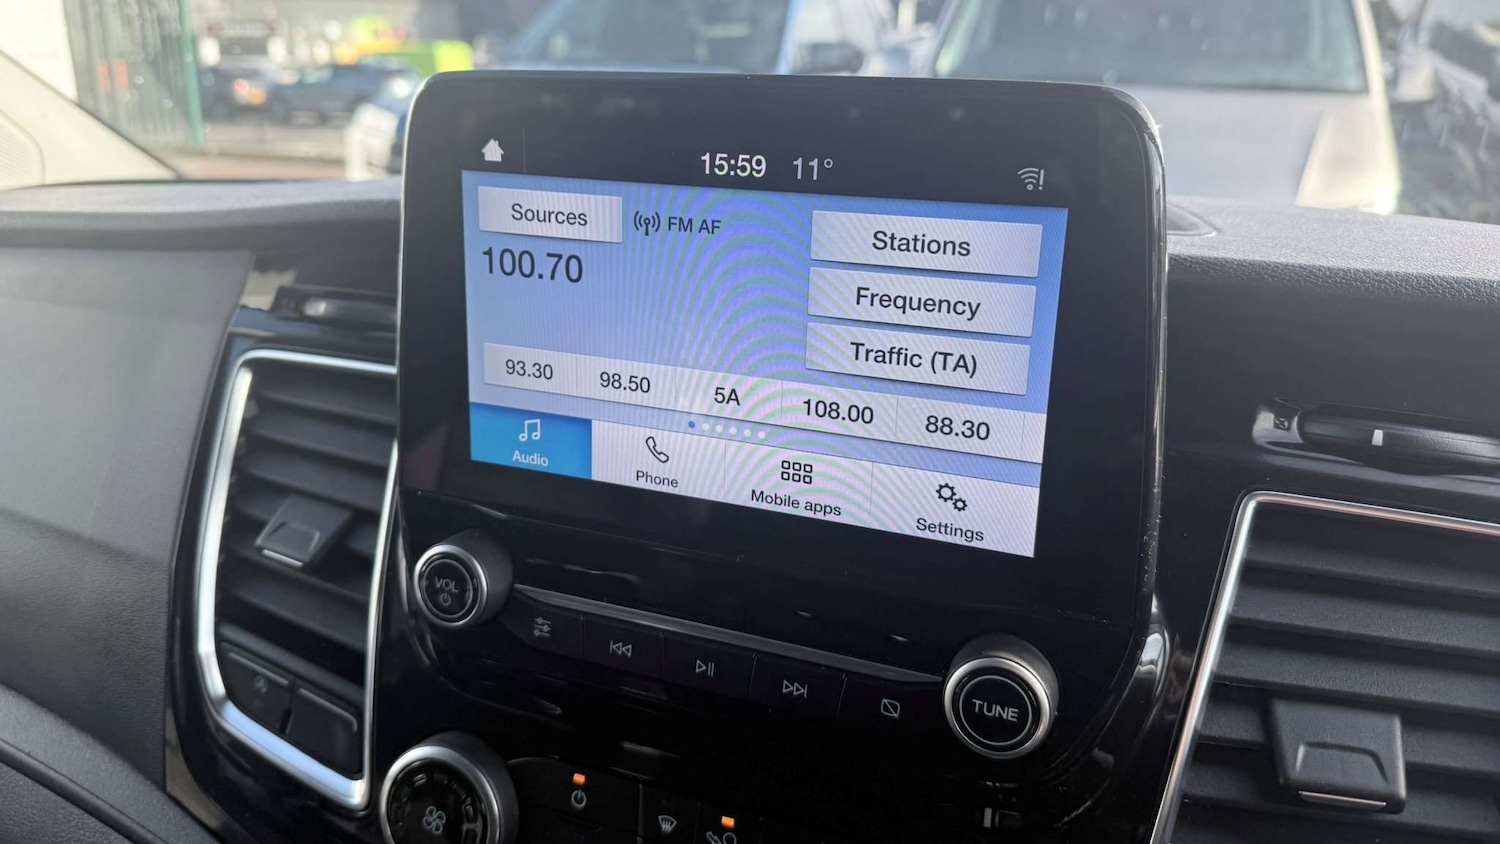 15:59 11°
Sources
FM AF
100.70
Stations
Frequency
Traffic (TA)
93.30
98.50
5A
108.00
88.30
Audio
Phone
Mobile apps
Settings
VOL
TUNE